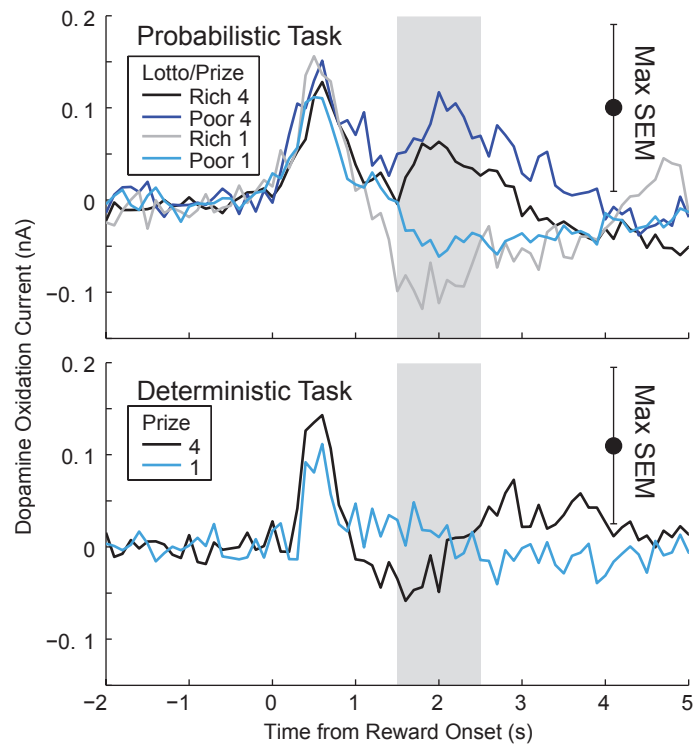 Probabilistic Task
Lotto/Prize
Rich 4
Poor 4
Rich 1
Poor 1
Max SEM
0.2
0.1
0
−0. 1
Dopamine Oxidation Current (nA)
Deterministic Task
Prize
4
1
Max SEM
0.2
0.1
0
−0. 1
−2
−1
0
1
2
3
4
5
Time from Reward Onset (s)